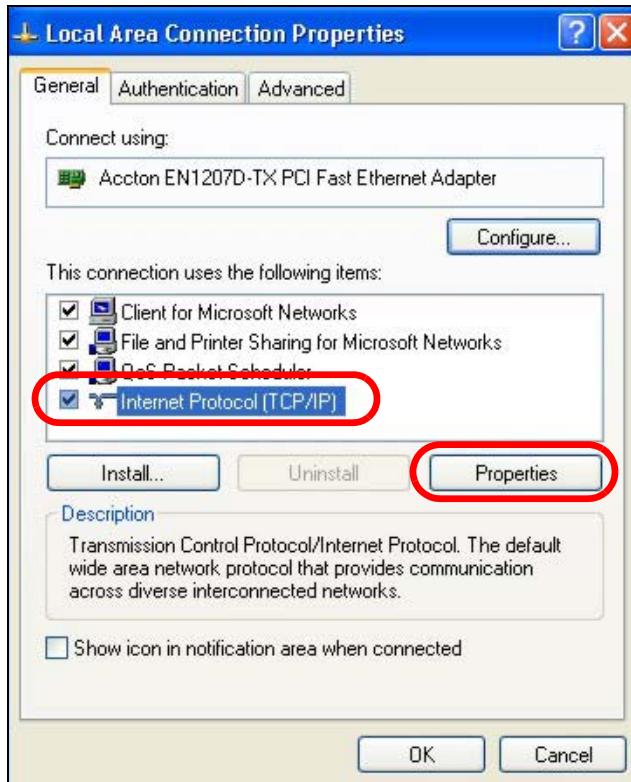 Local Area Connection Properties
General Authentication Advanced
Connect using:
Accton EN1207D-TX PCI Fast Ethernet Adapter
Configure...
This connection uses the following items:
Client for Microsoft Networks
File and Printer Sharing for Microsoft Networks
QoS Packet Scheduler
Internet Protocol (TCP/IP)
Install... Uninstall Properties
Description
Transmission Control Protocol/Internet Protocol. The default
wide area network protocol that provides communication
across diverse interconnected networks.
Show icon in notification area when connected
OK Cancel